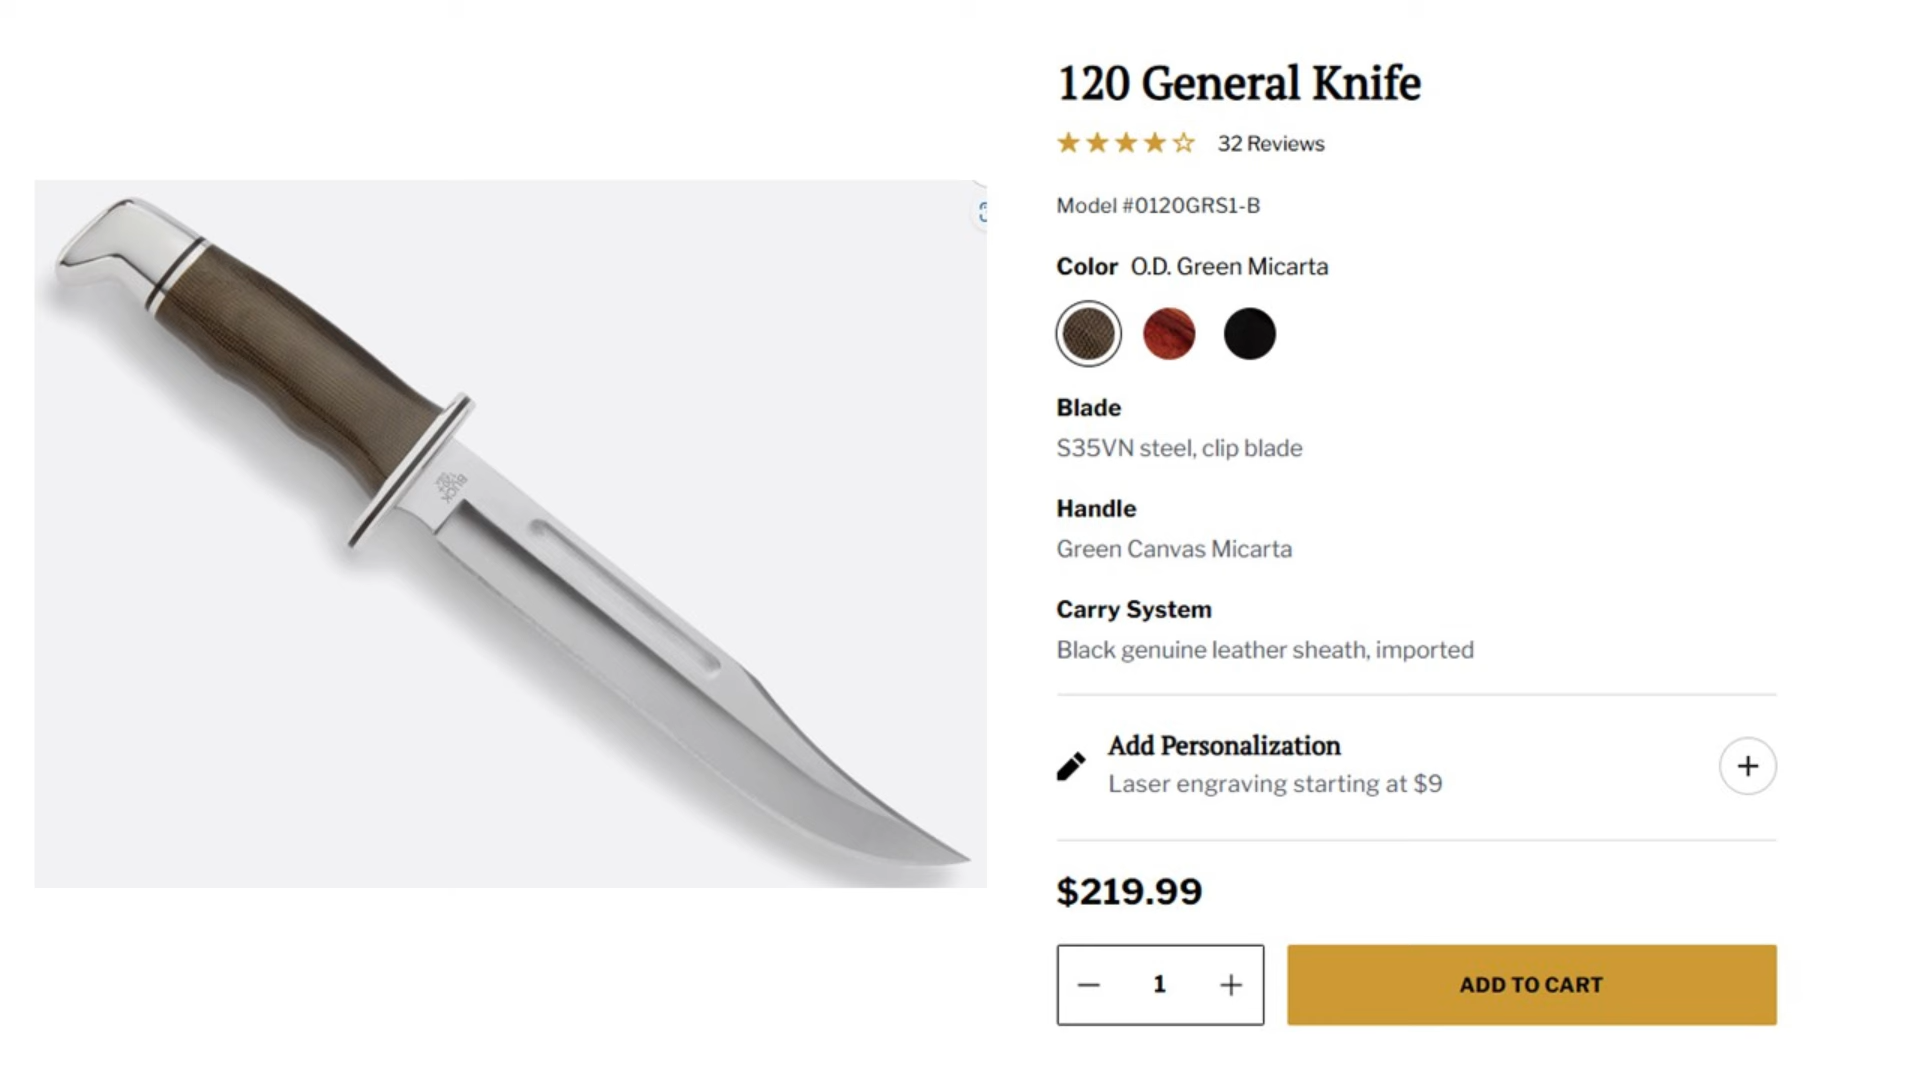 120 General Knife
32 Reviews
Model #0120GRS1-B
Color O.D. Green Micarta
Blade
S35VN steel, clip blade
Handle
Green Canvas Micarta
Carry System
Black genuine leather sheath, imported
Add Personalization
Laser engraving starting at $9
$219.99
1
ADD TO CART
BUCK